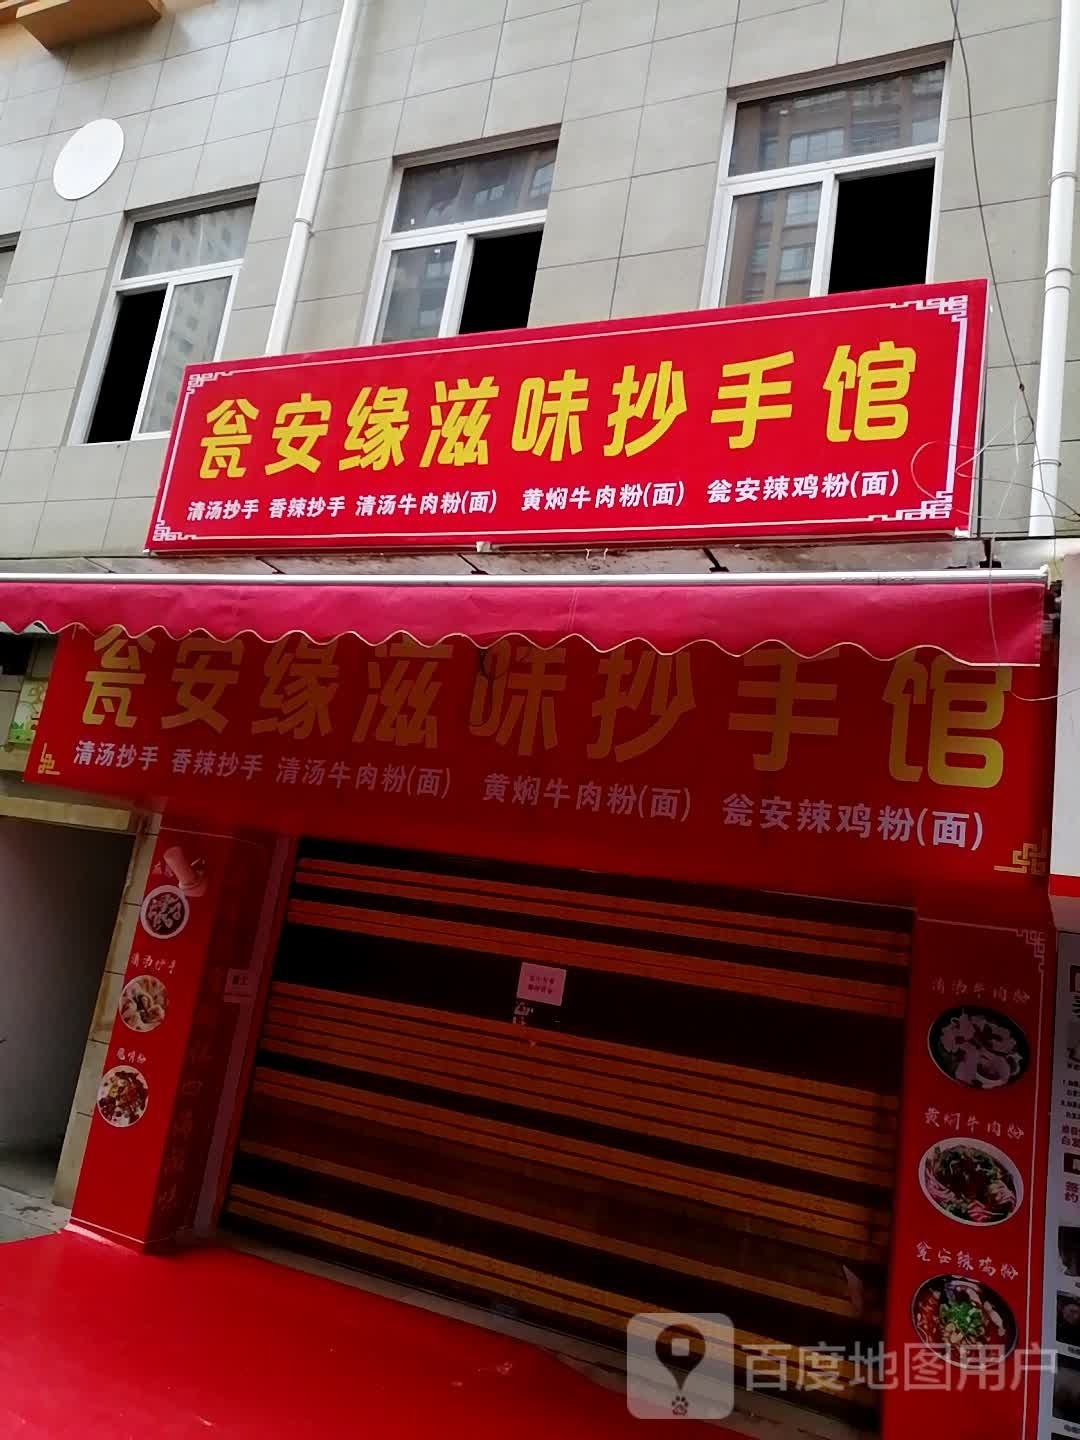 瓮安缘滋味抄手馆
清汤抄手 香辣抄手 清汤牛肉粉(面) 黄焖牛肉粉(面) 瓮安辣鸡粉(面)
瓮安缘滋味抄手馆
清汤抄手 香辣抄手 清汤牛肉粉(面) 黄焖牛肉粉(面) 瓮安辣鸡粉(面)
清汤抄手
清汤牛肉粉
黄焖牛肉粉
瓮安辣鸡粉
百度地图用户